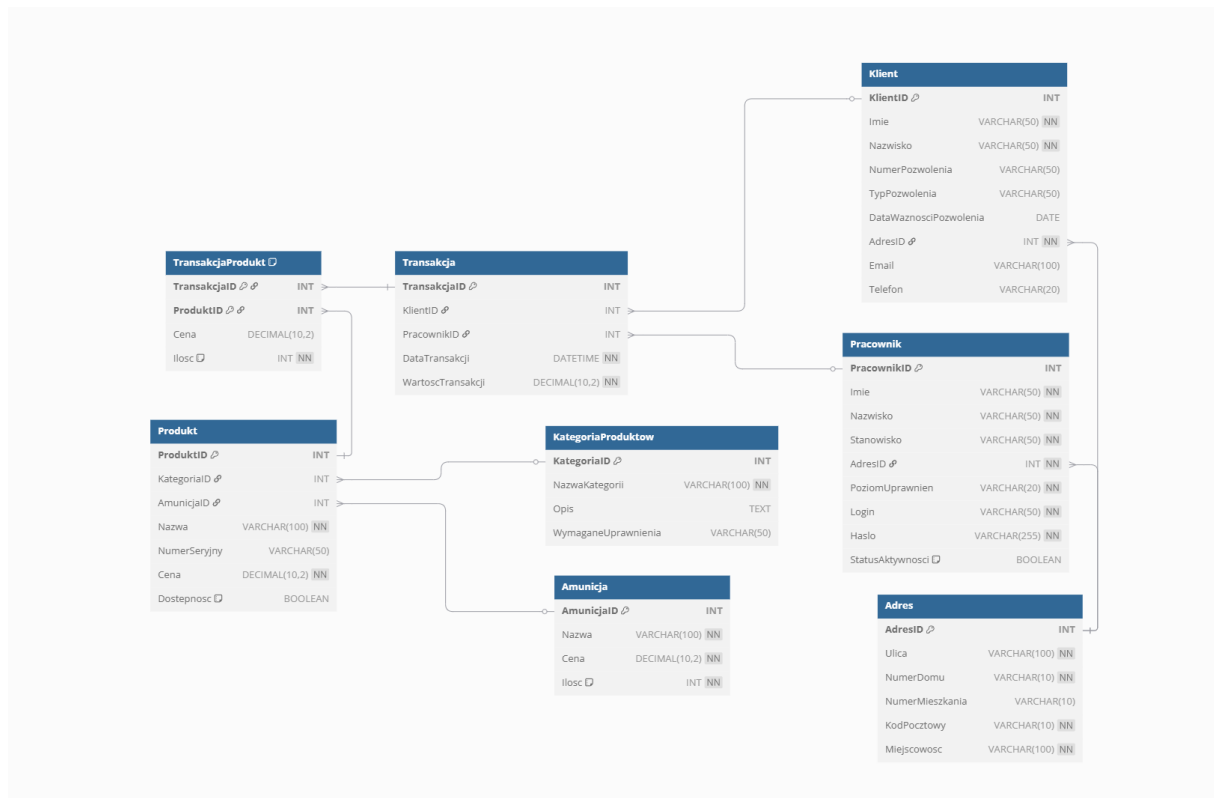 Klient
KlientID INT
Imie VARCHAR(50) NN
Nazwisko VARCHAR(50) NN
NumerPozwolenia VARCHAR(50)
TypPozwolenia VARCHAR(50)
DataWaznosciPozwolenia DATE
AdresID INT NN
Email VARCHAR(100)
Telefon VARCHAR(20)
TransakcjaProdukt
TransakcjaID INT
ProduktID INT
Cena DECIMAL(10,2)
Ilosc INT NN
Transakcja
TransakcjaID INT
KlientID INT
PracownikID INT
DataTransakcji DATETIME NN
WartoscTransakcji DECIMAL(10,2) NN
Pracownik
PracownikID INT
Imie VARCHAR(50) NN
Nazwisko VARCHAR(50) NN
Stanowisko VARCHAR(50) NN
AdresID INT NN
PoziomUprawnien VARCHAR(20) NN
Login VARCHAR(50) NN
Haslo VARCHAR(255) NN
StatusAktywnosci BOOLEAN
Produkt
ProduktID INT
KategoriaID INT
AmunicjaID INT
Nazwa VARCHAR(100) NN
NumerSeryjny VARCHAR(50)
Cena DECIMAL(10,2) NN
Dostepnosc BOOLEAN
KategoriaProduktow
KategoriaID INT
NazwaKategorii VARCHAR(100) NN
Opis TEXT
WymaganeUprawnienia VARCHAR(50)
Amunicja
AmunicjaID INT
Nazwa VARCHAR(100) NN
Cena DECIMAL(10,2) NN
Ilosc INT NN
Adres
AdresID INT
Ulica VARCHAR(100) NN
NumerDomu VARCHAR(10) NN
NumerMieszkania VARCHAR(10)
KodPocztowy VARCHAR(10) NN
Miejscowosc VARCHAR(100) NN